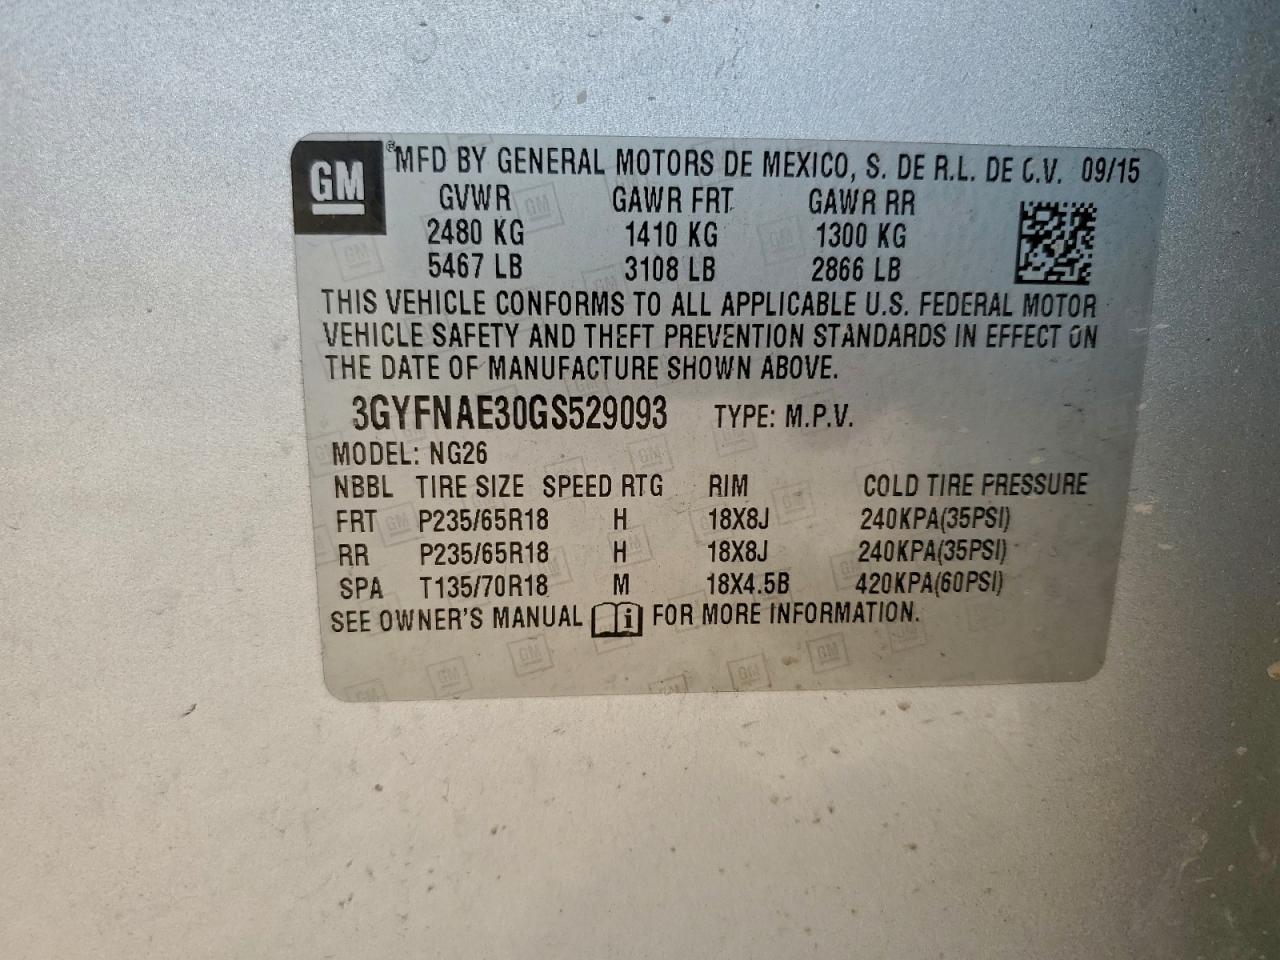 GM ® MFD BY GENERAL MOTORS DE MEXICO, S. DE R.L. DE C.V. 09/15
GVWR GAWR FRT GAWR RR
2480 KG 1410 KG 1300 KG
5467 LB 3108 LB 2866 LB
THIS VEHICLE CONFORMS TO ALL APPLICABLE U.S. FEDERAL MOTOR
VEHICLE SAFETY AND THEFT PREVENTION STANDARDS IN EFFECT ON
THE DATE OF MANUFACTURE SHOWN ABOVE.
3GYFNAE30GS529093 TYPE: M.P.V.
MODEL: NG26
NBBL TIRE SIZE SPEED RTG RIM COLD TIRE PRESSURE
FRT P235/65R18 H 18X8J 240KPA(35PSI)
RR P235/65R18 H 18X8J 240KPA(35PSI)
SPA T135/70R18 M 18X4.5B 420KPA(60PSI)
SEE OWNER'S MANUAL FOR MORE INFORMATION.